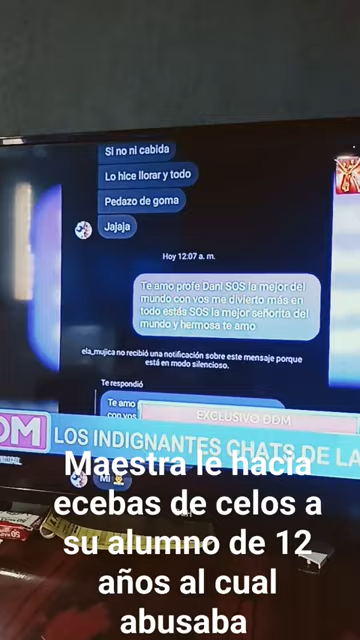 Si no ni cabida
Lo hice llorar y todo
Pedazo de goma
Jajaja
Hoy 12:07 a. m.
Te amo profe Dani SOS la mejor del
mundo con vos me divierto más en
todo estás SOS la mejor señorita del
mundo y hermosa te amo
ela_mujica no recibió una notificación sobre este mensaje porque
está en modo silencioso.
Te respondió
Te amo
con vos
EXCLUSIVO DDM
DM LOS INDIGNANTES CHATS DE LA
Mi
Maestra le hacia
ecebas de celos a
su alumno de 12
años al cual
abusaba